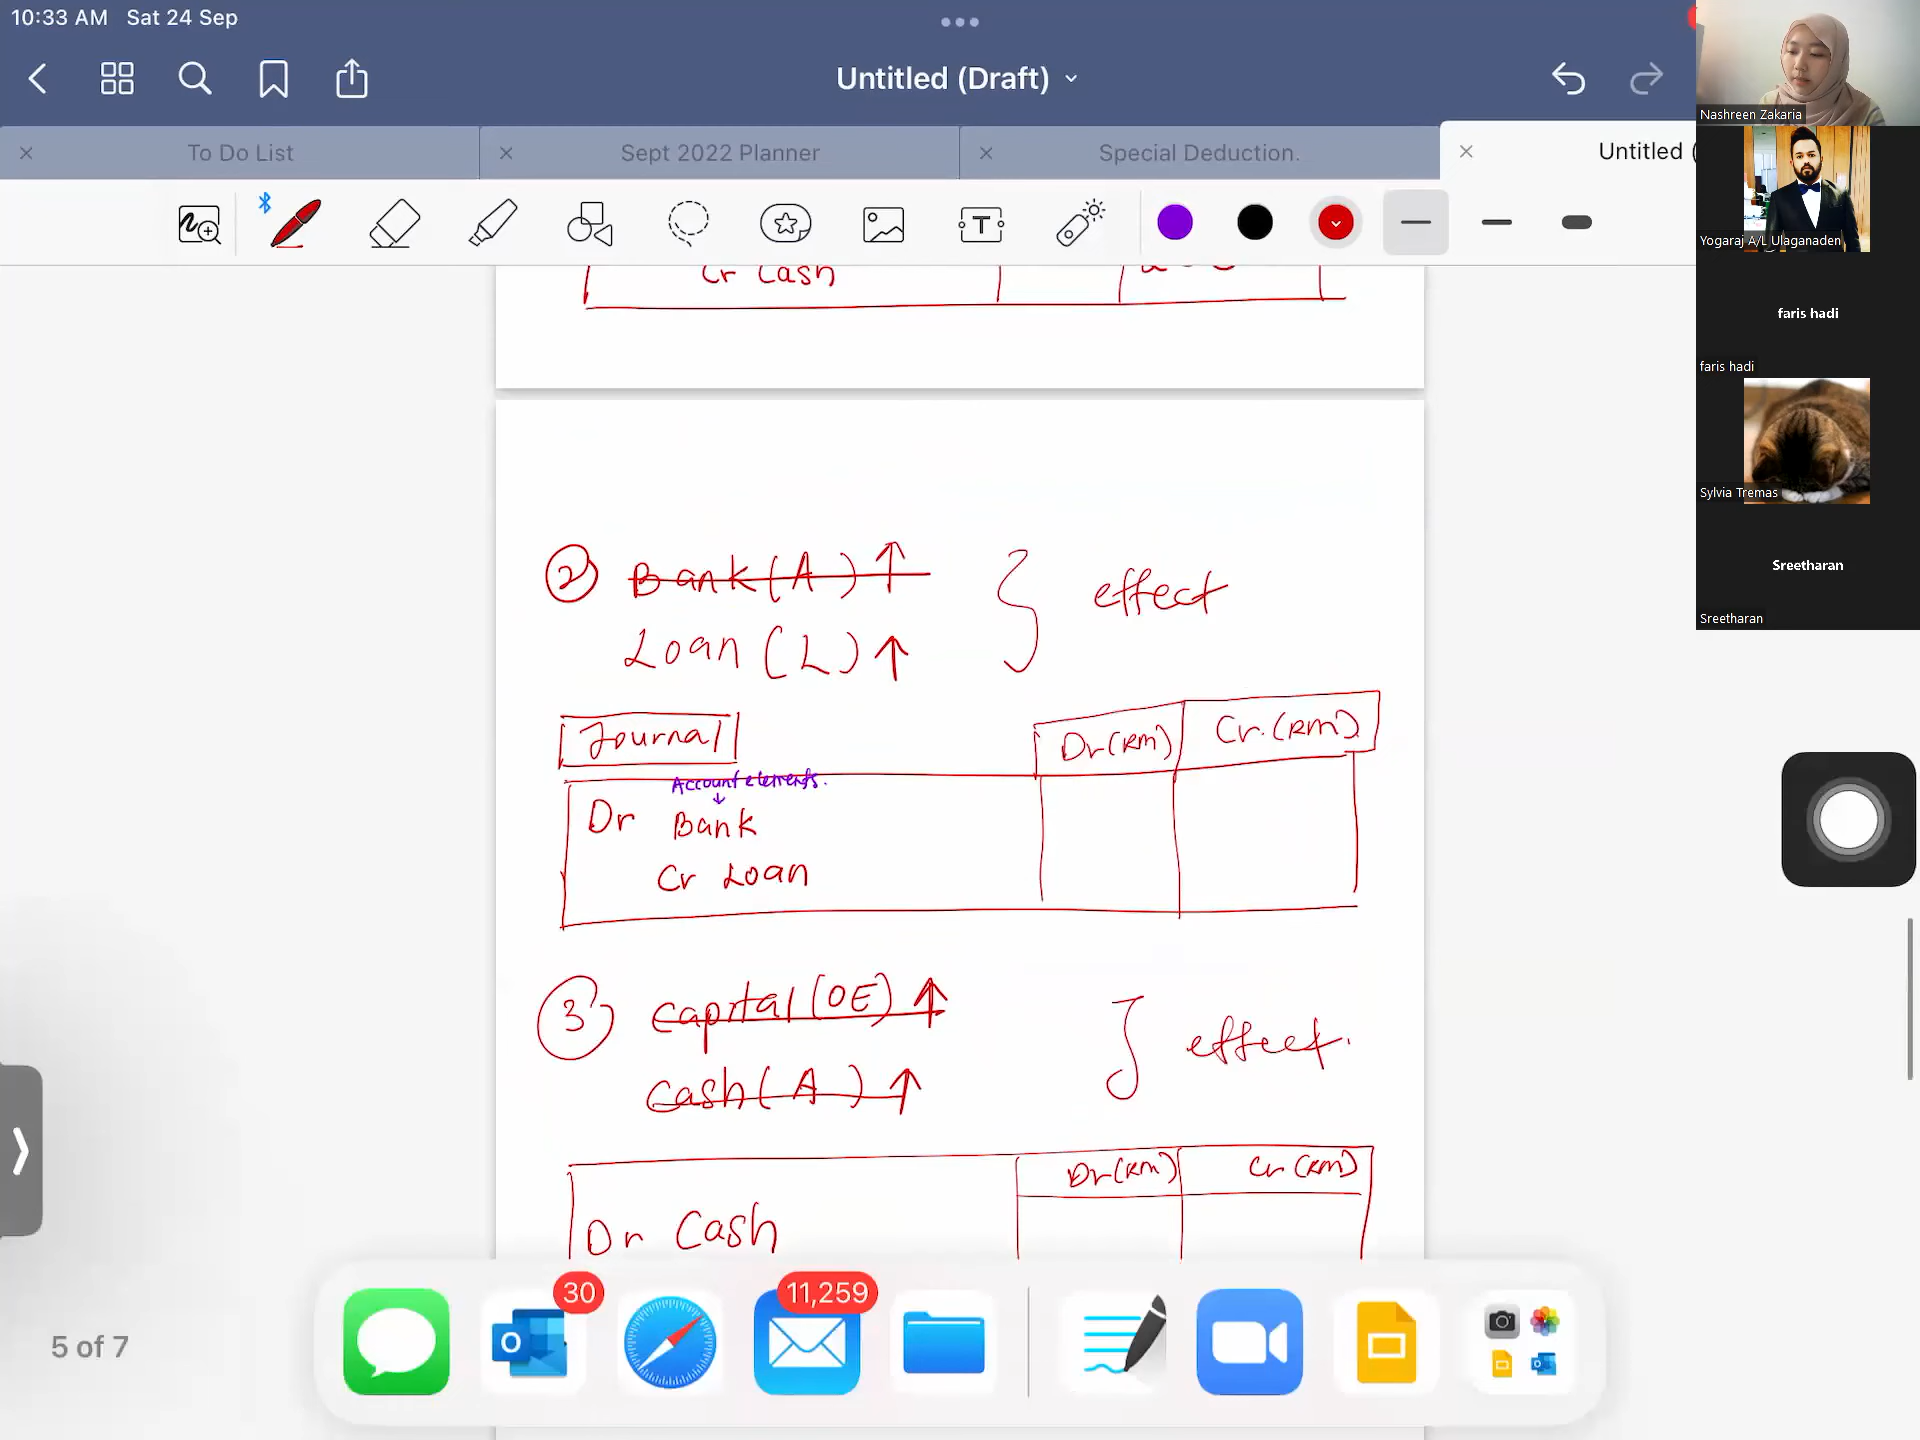 10:33 AM Sat 24 Sep
Untitled (Draft)
To Do List
Sept 2022 Planner
Special Deduction.
Untitled (
T
Nashreen Zakaria
Yogaraj A/L Ulaganaden
faris hadi
faris hadi
Sylvia Tremas
Sreetharan
Sreetharan
Cr Cash
2 Bank (A) ↑
effect
Loan (L) ↑
Journal
Dr (RM) Cr. (RM)
Account elements.
↓
Dr Bank
Cr Loan
3 Capital (OE) ↑
effect.
Cash (A) ↑
Dr (RM) Cr (RM)
Dr Cash
30
11,259
5 of 7